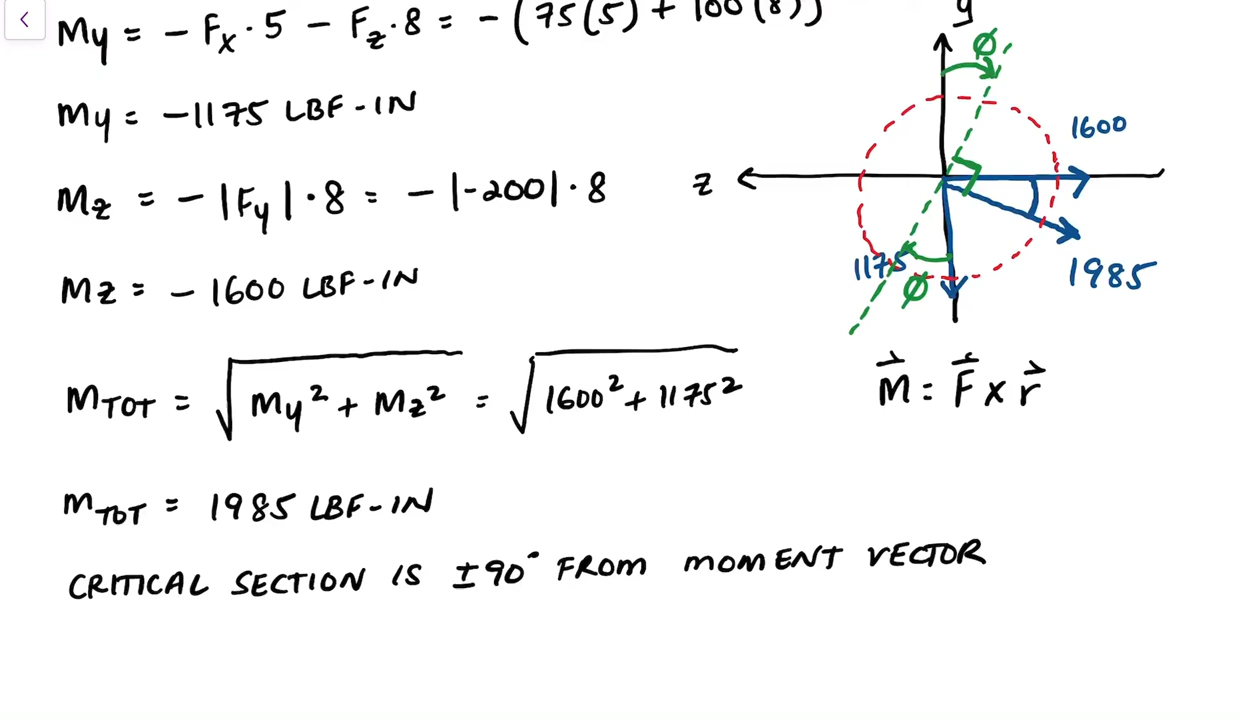 My = - Fx · 5 - Fz · 8 = - (75(5) + 100(8))
My = -1175 LBF-IN
Mz = - |Fy| · 8 = - |-200| · 8
Mz = - 1600 LBF-IN
MTOT = √(My² + Mz²) = √(1600² + 1175²)
MTOT = 1985 LBF-IN
CRITICAL SECTION IS ±90° FROM MOMENT VECTOR
y
Ø
1600
z
1175
Ø
1985
M⃗ = F⃗ x r⃗